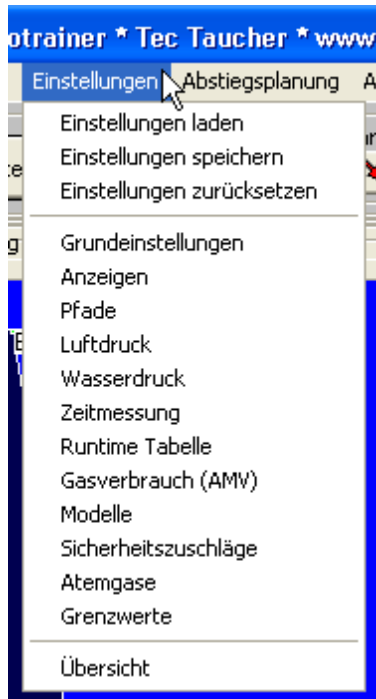 otrainer * Tec Taucher * www
Einstellungen Abstiegsplanung A
Einstellungen laden
Einstellungen speichern
Einstellungen zurücksetzen
Grundeinstellungen
Anzeigen
Pfade
Luftdruck
Wasserdruck
Zeitmessung
Runtime Tabelle
Gasverbrauch (AMV)
Modelle
Sicherheitszuschläge
Atemgase
Grenzwerte
Übersicht